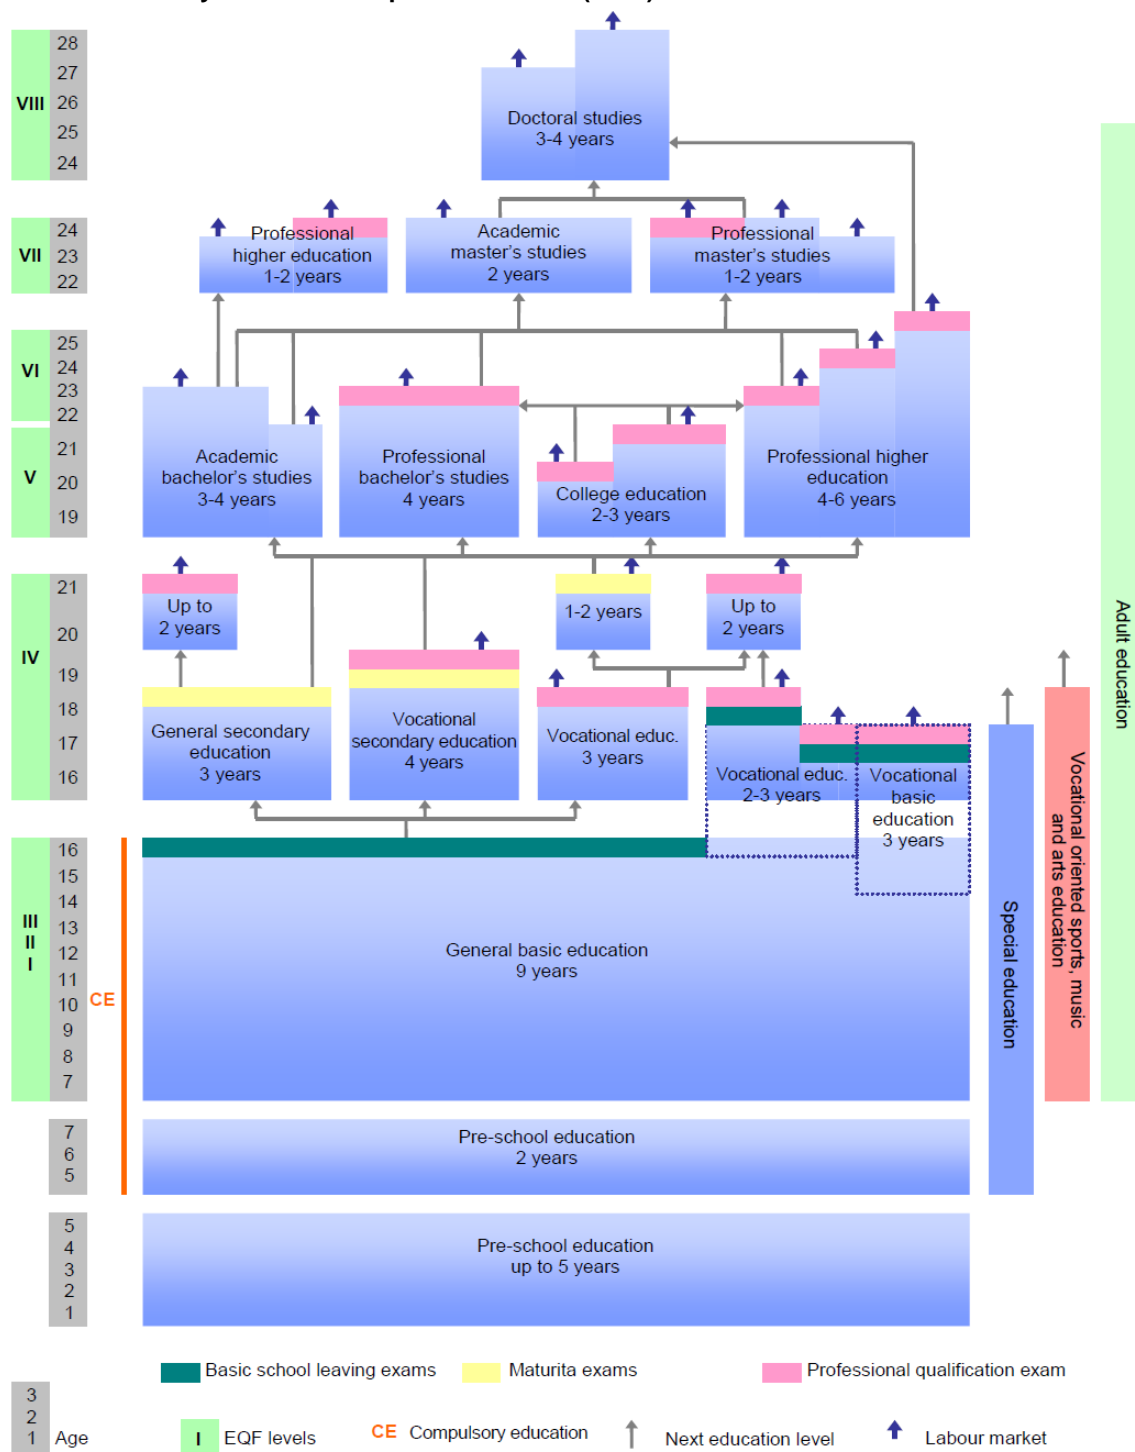 VIII
28
27
26
25
24
Doctoral studies
3-4 years
VII
24
23
22
Professional
higher education
1-2 years
Academic
master's studies
2 years
Professional
master's studies
1-2 years
VI
25
24
23
22
V
21
20
19
Academic
bachelor's studies
3-4 years
Professional
bachelor's studies
4 years
College education
2-3 years
Professional higher
education
4-6 years
IV
21
20
19
18
17
16
Up to
2 years
1-2 years
Up to
2 years
General secondary
education
3 years
Vocational
secondary education
4 years
Vocational educ.
3 years
Vocational educ.
2-3 years
Vocational
basic
education
3 years
III
II
I
16
15
14
13
12
11
10
9
8
7
CE
General basic education
9 years
7
6
5
Pre-school education
2 years
5
4
3
2
1
Pre-school education
up to 5 years
Special education
Vocational oriented sports, music
and arts education
Adult education
Basic school leaving exams
Maturita exams
Professional qualification exam
3
2
1
Age
I
EQF levels
CE
Compulsory education
Next education level
Labour market